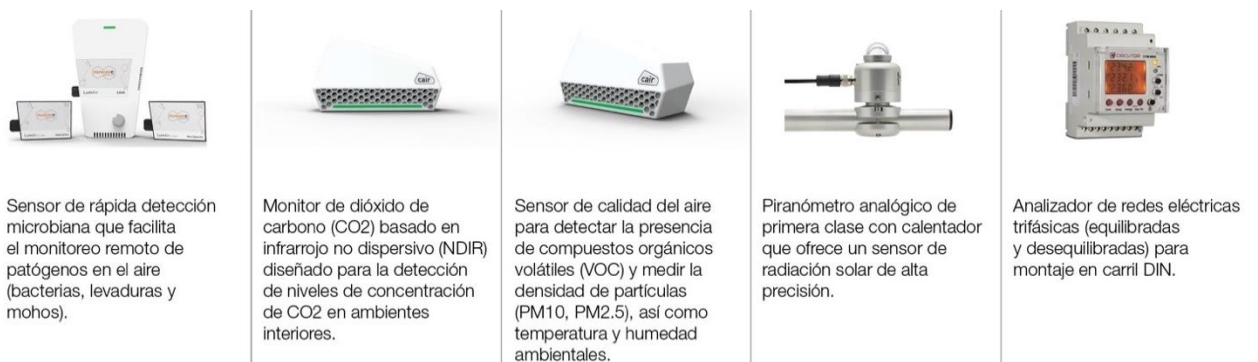 cair
cair
CIRCUTOR
Sensor de rápida detección
microbiana que facilita
el monitoreo remoto de
patógenos en el aire
(bacterias, levaduras y
mohos).
Monitor de dióxido de
carbono (CO2) basado en
infrarrojo no dispersivo (NDIR)
diseñado para la detección
de niveles de concentración
de CO2 en ambientes
interiores.
Sensor de calidad del aire
para detectar la presencia
de compuestos orgánicos
volátiles (VOC) y medir la
densidad de partículas
(PM10, PM2.5), así como
temperatura y humedad
ambientales.
Piranómetro analógico de
primera clase con calentador
que ofrece un sensor de
radiación solar de alta
precisión.
Analizador de redes eléctricas
trifásicas (equilibradas
y desequilibradas) para
montaje en carril DIN.